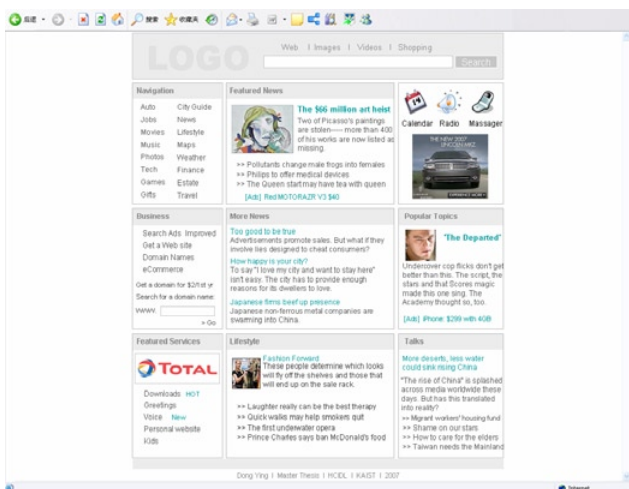 后退
搜索
收藏夹
LOGO
Web | Images | Videos | Shopping
Search
Navigation
Auto City Guide
Jobs News
Movies Lifestyle
Music Maps
Photos Weather
Tech Finance
Games Estate
Gifts Travel
Featured News
The $66 million art heist
Two of Picasso's paintings
are stolen---- more than 400
of his works are now listed as
missing.
>> Pollutants change male frogs into females
>> Philips to offer medical devices
>> The Queen start may have tea with queen
[Ads] Red MOTORAZR V3 $40
Calendar Radio Massager
THE NEW 2007
LINCOLN MKZ
Business
Search Ads Improved
Get a Web site
Domain Names
eCommerce
Get a domain for $2/1st yr
Search for a domain name:
www.
> Go
More News
Too good to be true
Advertisements promote sales. But what if they
involve lies designed to cheat consumers?
How happy is your city?
To say "I love my city and want to stay here"
isn't easy. The city has to provide enough
reasons for its dwellers to love.
Japanese firms beef up presence
Japanese non-ferrous metal companies are
swarming into China.
Popular Topics
"The Departed"
Undercover cop flicks don't get
better than this. The script, the
stars and that Scores magic
made this one sing. The
Academy thought so, too.
[Ads] iPhone: $299 with 4GB
Featured Services
TOTAL
Downloads HOT
Greetings
Voice New
Personal website
Kids
Lifestyle
Fashion Forward
These people determine which looks
will fly off the shelves and those that
will end up on the sale rack.
>> Laughter really can be the best therapy
>> Quick walks may help smokers quit
>> The first underwater opera
>> Prince Charles says ban McDonald's food
Talks
More deserts, less water
could sink rising China
"The rise of China" is splashed
across media worldwide these
days. But has this translated
into reality?
>> Migrant workers' housing fund
>> Shame on our stars
>> How to care for the elders
>> Taiwan needs the Mainland
Dong Ying | Master Thesis | HCIDL | KAIST | 2007
Internet